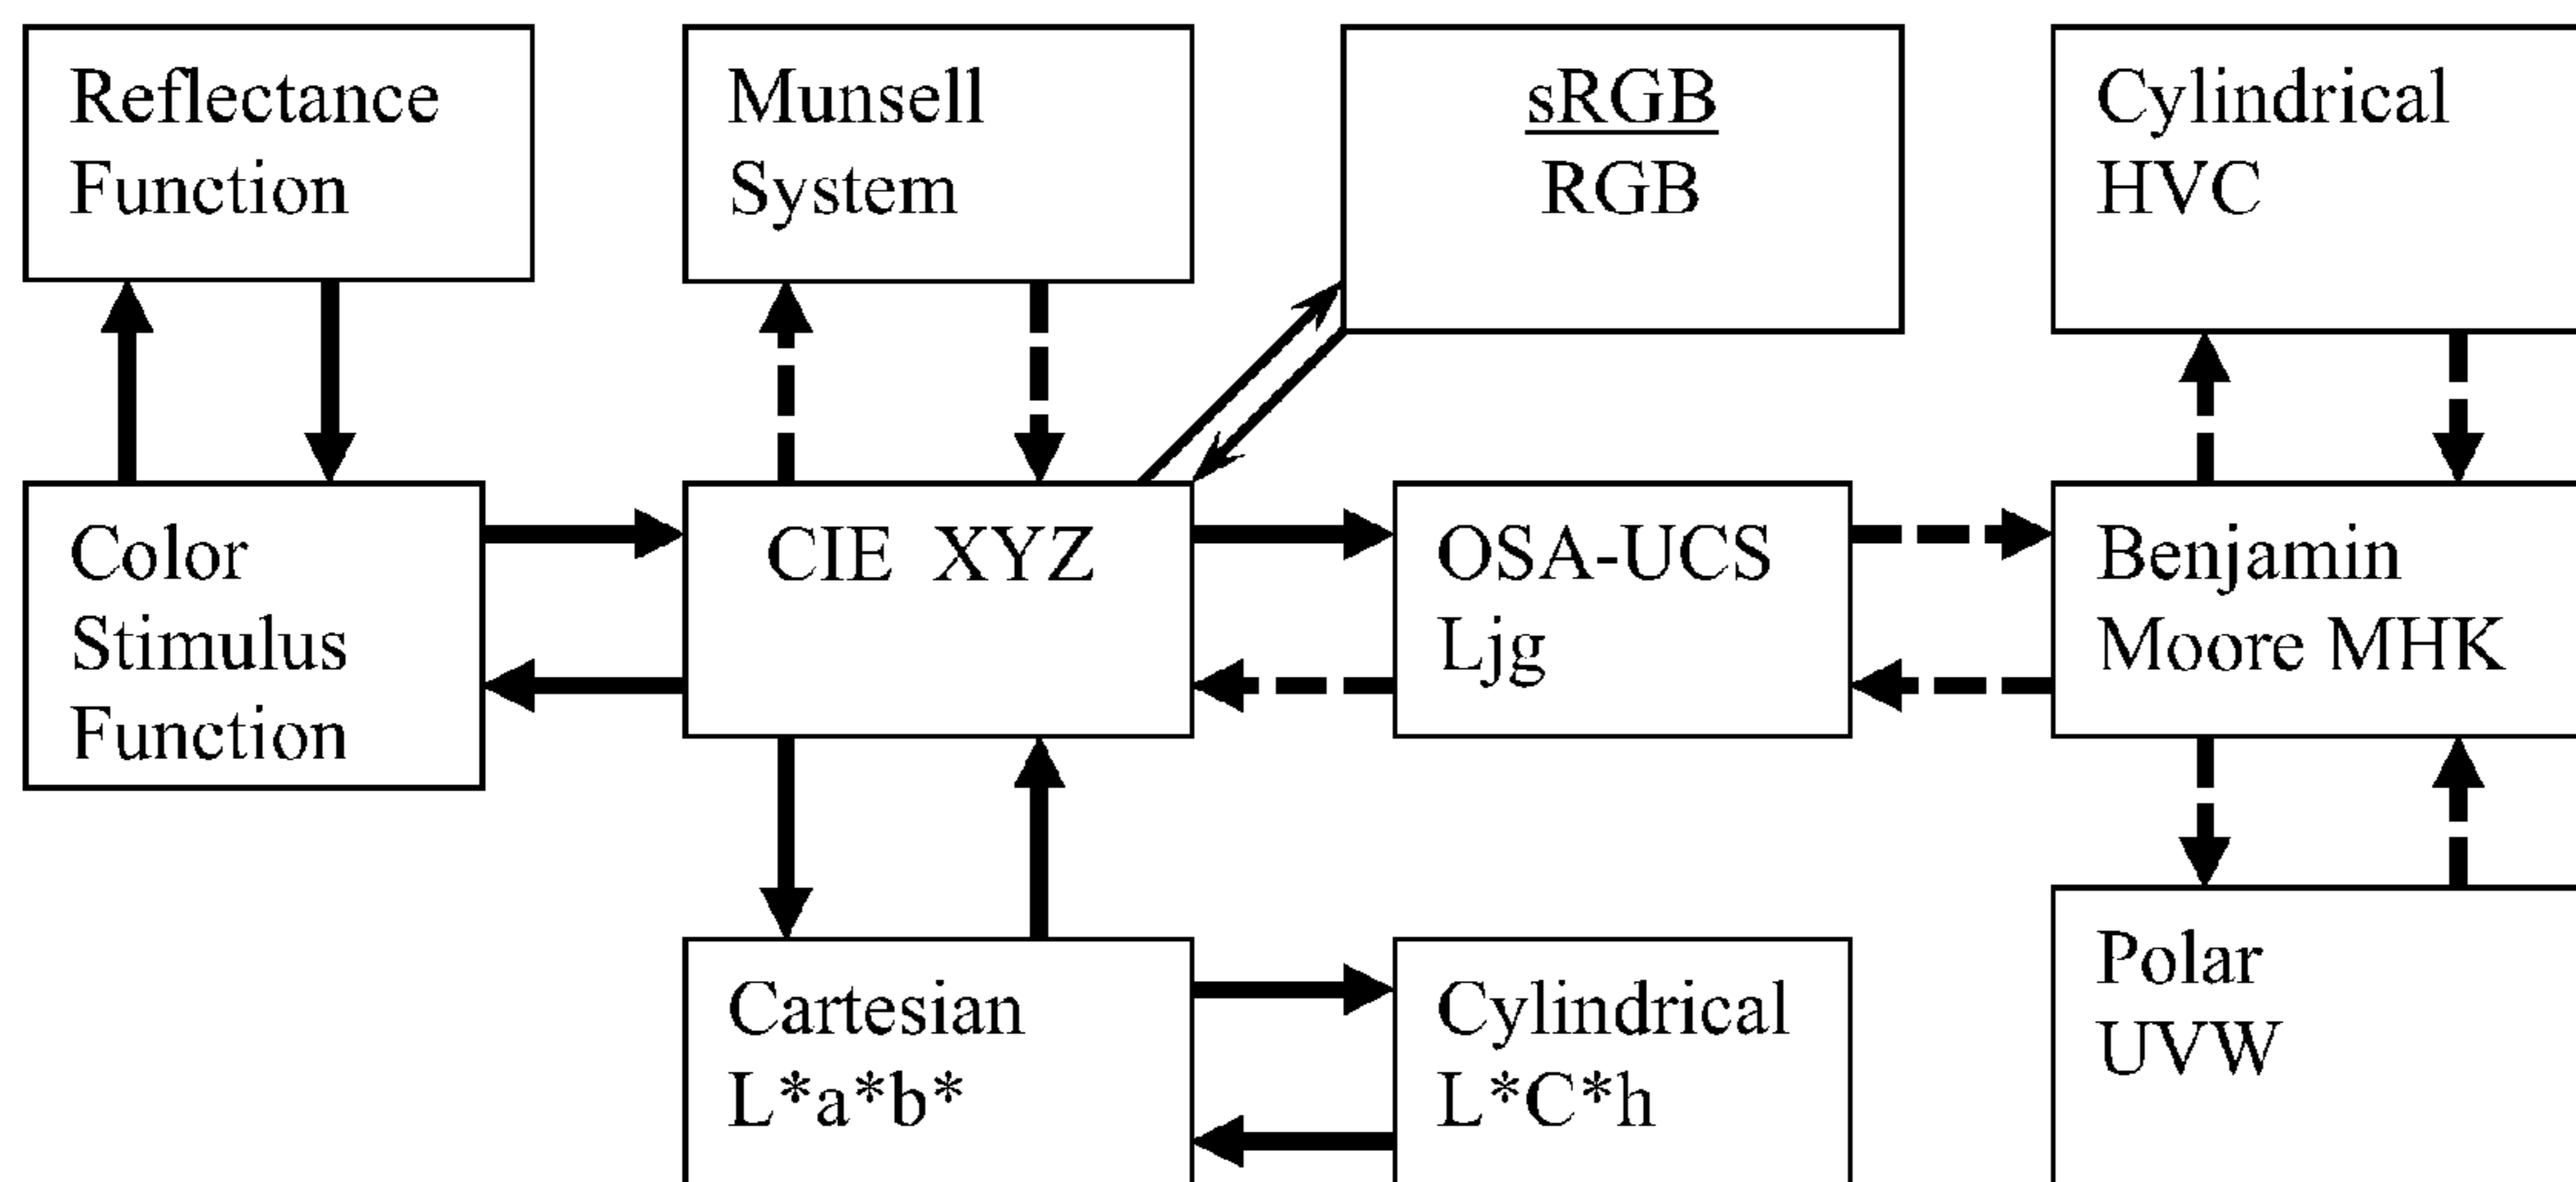 Reflectance
Function
Munsell
System
sRGB
RGB
Cylindrical
HVC
Color
Stimulus
Function
CIE XYZ
OSA-UCS
Ljg
Benjamin
Moore MHK
Cartesian
L*a*b*
Cylindrical
L*C*h
Polar
UVW